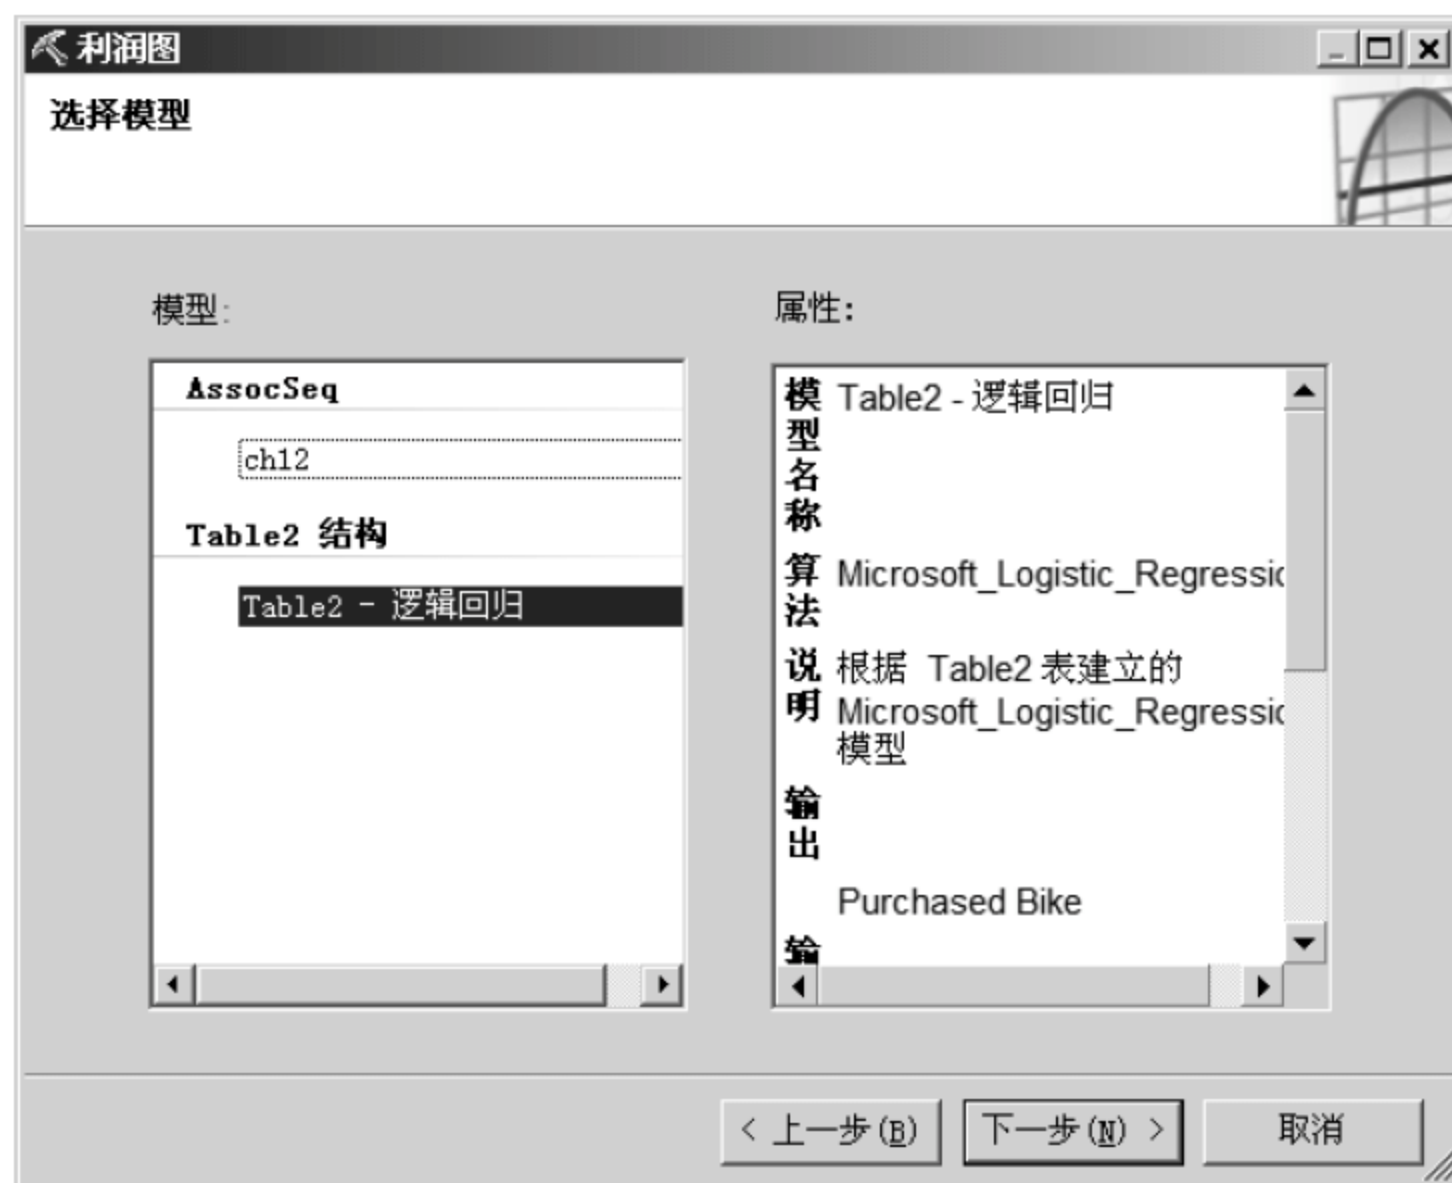 利润图
选择模型
模型:
AssocSeq
ch12
Table2 结构
Table2 - 逻辑回归
属性:
模型名称 Table2 - 逻辑回归
算法 Microsoft_Logistic_Regressic
说明 根据 Table2 表建立的
Microsoft_Logistic_Regressic
模型
输出
Purchased Bike
输
< 上一步(B)
下一步(N) >
取消